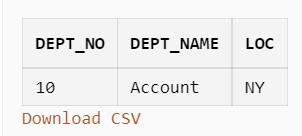 DEPT_NO DEPT_NAME LOC
10 Account NY
Download CSV